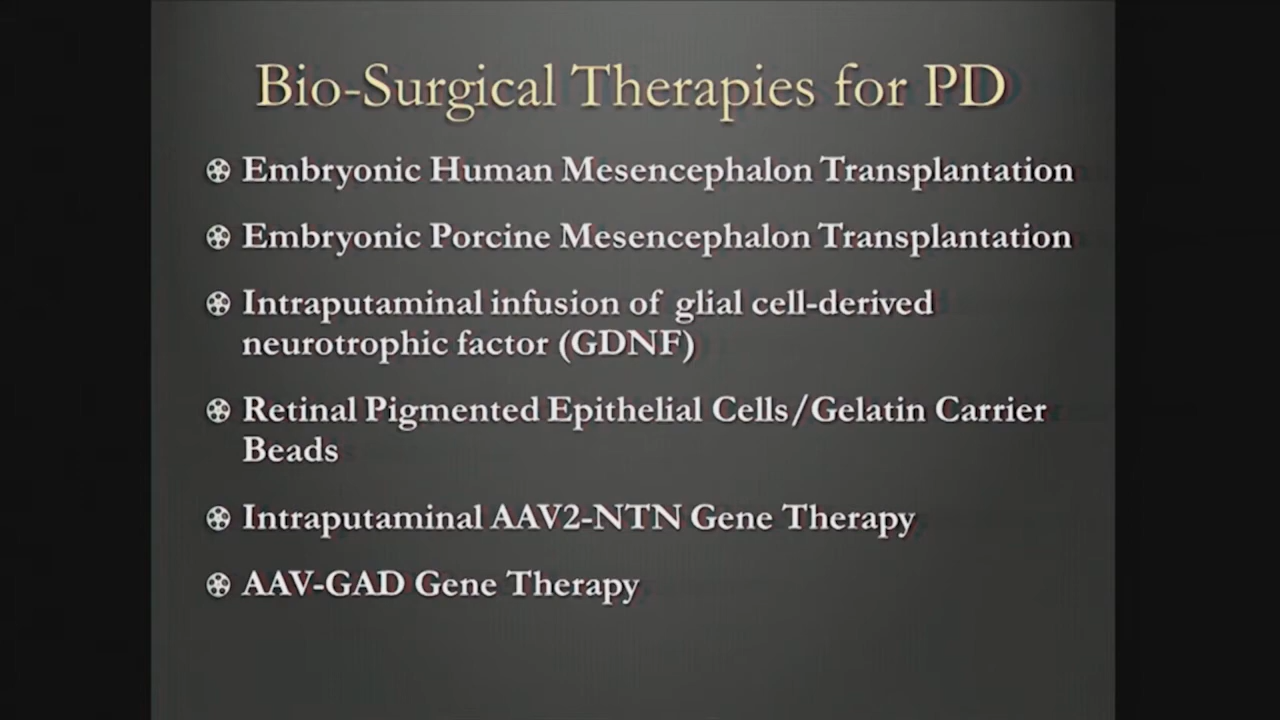 Bio-Surgical Therapies for PD
Embryonic Human Mesencephalon Transplantation
Embryonic Porcine Mesencephalon Transplantation
Intraputaminal infusion of glial cell-derived
neurotrophic factor (GDNF)
Retinal Pigmented Epithelial Cells/Gelatin Carrier
Beads
Intraputaminal AAV2-NTN Gene Therapy
AAV-GAD Gene Therapy